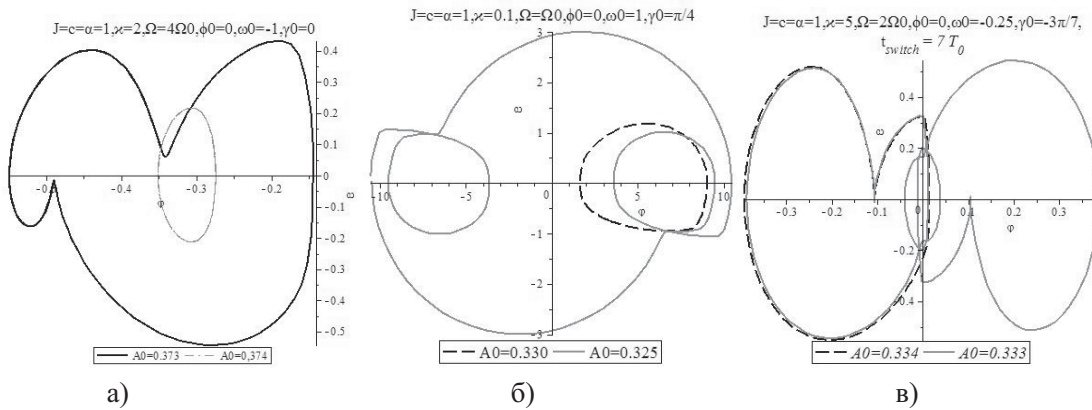 J=c=α=1,ϰ=2,Ω=4Ω0,ϕ0=0,ω0=-1,γ0=0
0.4
0.3
0.2
0.1
0
-0.4
-0.3
-0.2
φ
-0.1
-0.2
-0.3
-0.4
-0.5
A0=0.373 A0=0,374
а)
J=c=α=1,ϰ=0.1,Ω=Ω0,ϕ0=0,ω0=1,γ0=π/4
3
2
ω
1
ω
10
-5
0
5
10
φ
-1
-2
-3
A0=0.330 A0=0.325
б)
J=c=α=1,ϰ=5,Ω=2Ω0,ϕ0=0,ω0=-0.25,γ0=-3π/7,
t_switch = 7 T_0
0.4
ω
0.2
-0.3
-0.2
-0.1
0
0.1
0.2
0.3
φ
0.2
0.4
A0=0.334 A0=0.333
в)